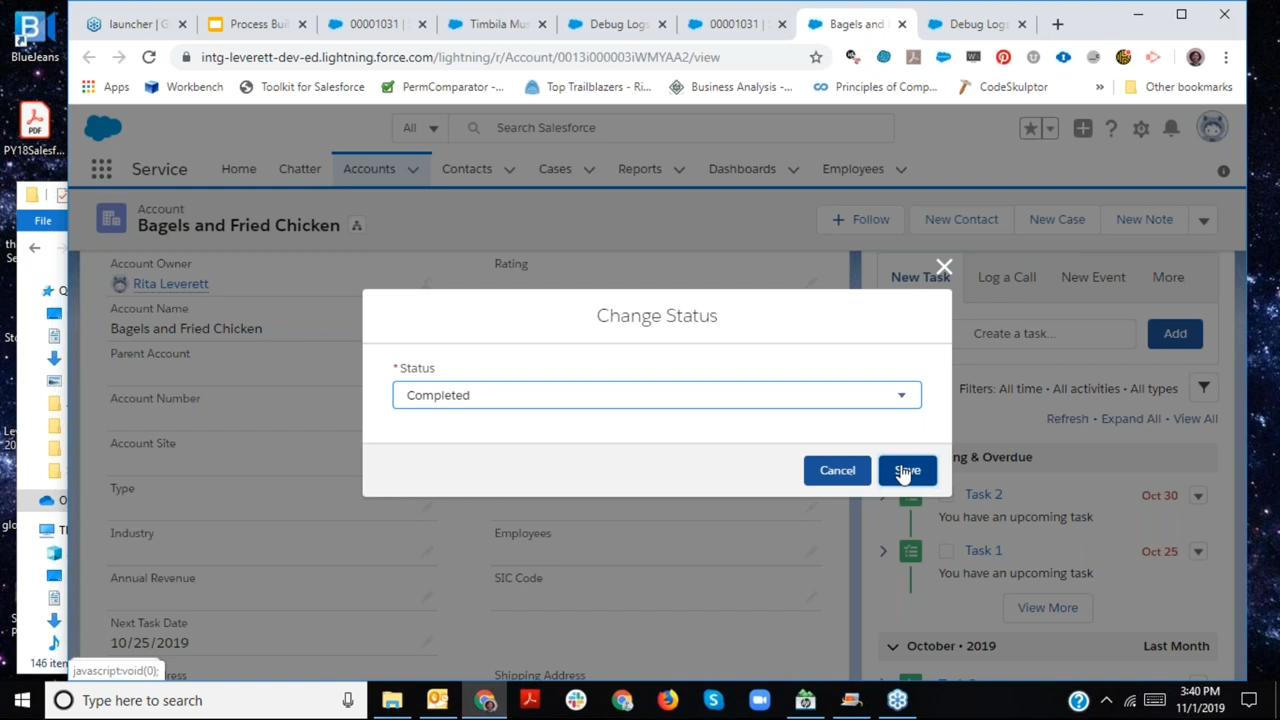 BlueJeans
PY18Salesf...
launcher | G
Process Bui
00001031 |
Timbila Mus
Debug Logs
00001031 |
Bagels and
Debug Logs
intg-leverett-dev-ed.lightning.force.com/lightning/r/Account/0013i000003iWMYAA2/view
Apps
Workbench
Toolkit for Salesforce
PermComparator -...
Top Trailblazers - Ri...
Business Analysis -...
Principles of Comp...
CodeSkulptor
»
Other bookmarks
All
Search Salesforce
Service
Home
Chatter
Accounts
Contacts
Cases
Reports
Dashboards
Employees
File
Account
Bagels and Fried Chicken
+ Follow
New Contact
New Case
New Note
Account Owner
Rita Leverett
Rating
Account Name
Bagels and Fried Chicken
Parent Account
Account Number
Account Site
Type
Industry
Employees
Annual Revenue
SIC Code
Next Task Date
10/25/2019
Shipping Address
Change Status
* Status
Completed
Cancel
Save
New Task
Log a Call
New Event
More
Create a task...
Add
Filters: All time • All activities • All types
Refresh • Expand All • View All
ng & Overdue
Task 2
Oct 30
You have an upcoming task
Task 1
Oct 25
You have an upcoming task
View More
October • 2019
Last Month
146 iten
javascript:void(0);
Type here to search
3:40 PM
11/1/2019